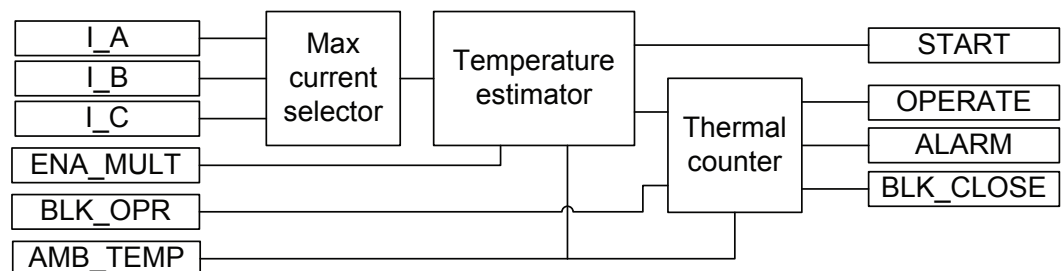 I_A
I_B
I_C
ENA_MULT
BLK_OPR
AMB_TEMP
Max
current
selector
Temperature
estimator
Thermal
counter
START
OPERATE
ALARM
BLK_CLOSE